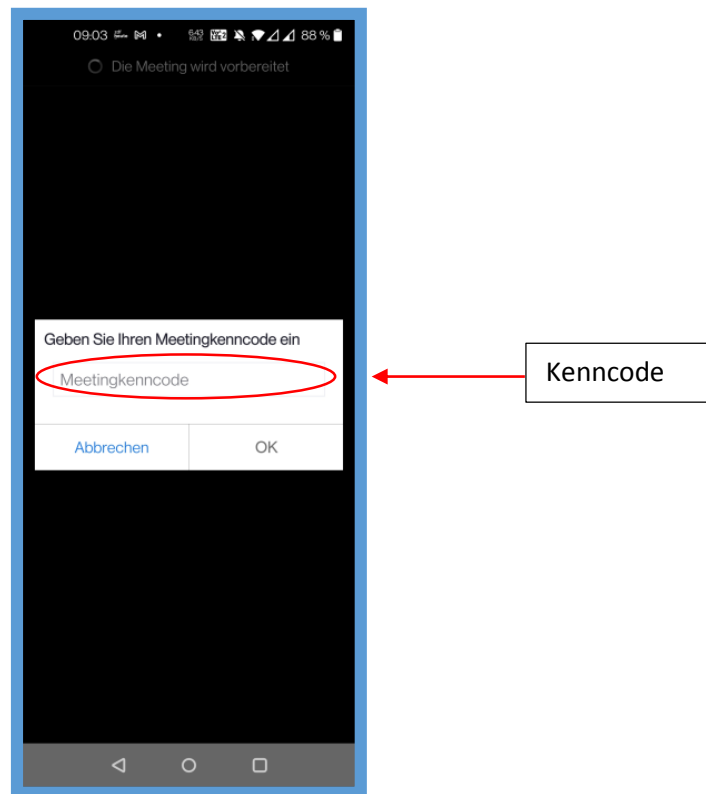 09:03
88 %
Die Meeting wird vorbereitet
Geben Sie Ihren Meetingkenncode ein
Meetingkenncode
Abbrechen OK
Kenncode